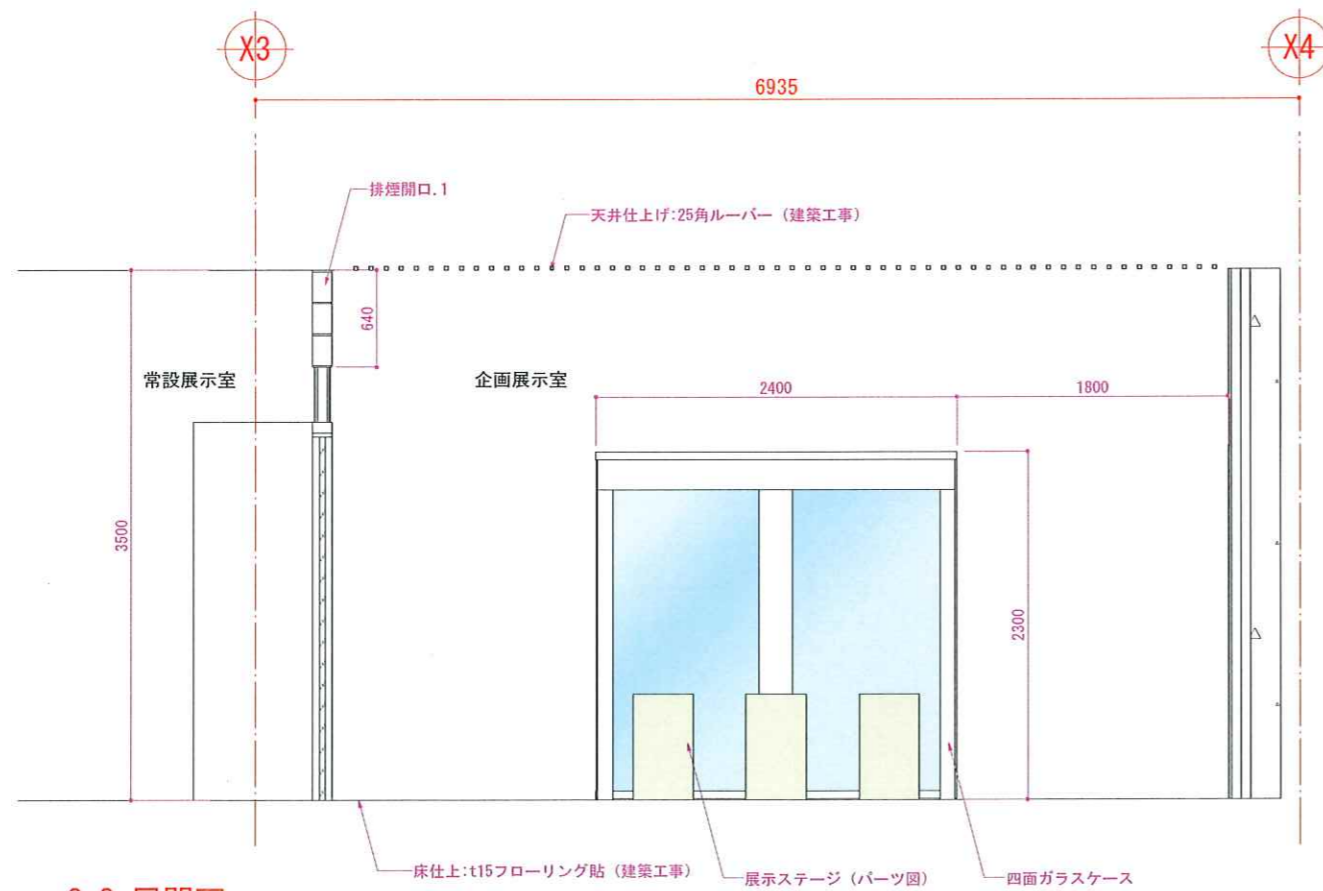 X3
X4
6935
排煙開口.1
天井仕上げ:25角ルーバー (建築工事)
640
常設展示室
企画展示室
2400
1800
3500
2300
床仕上:t15フローリング貼 (建築工事)
展示ステージ (パーツ図)
四面ガラスケース